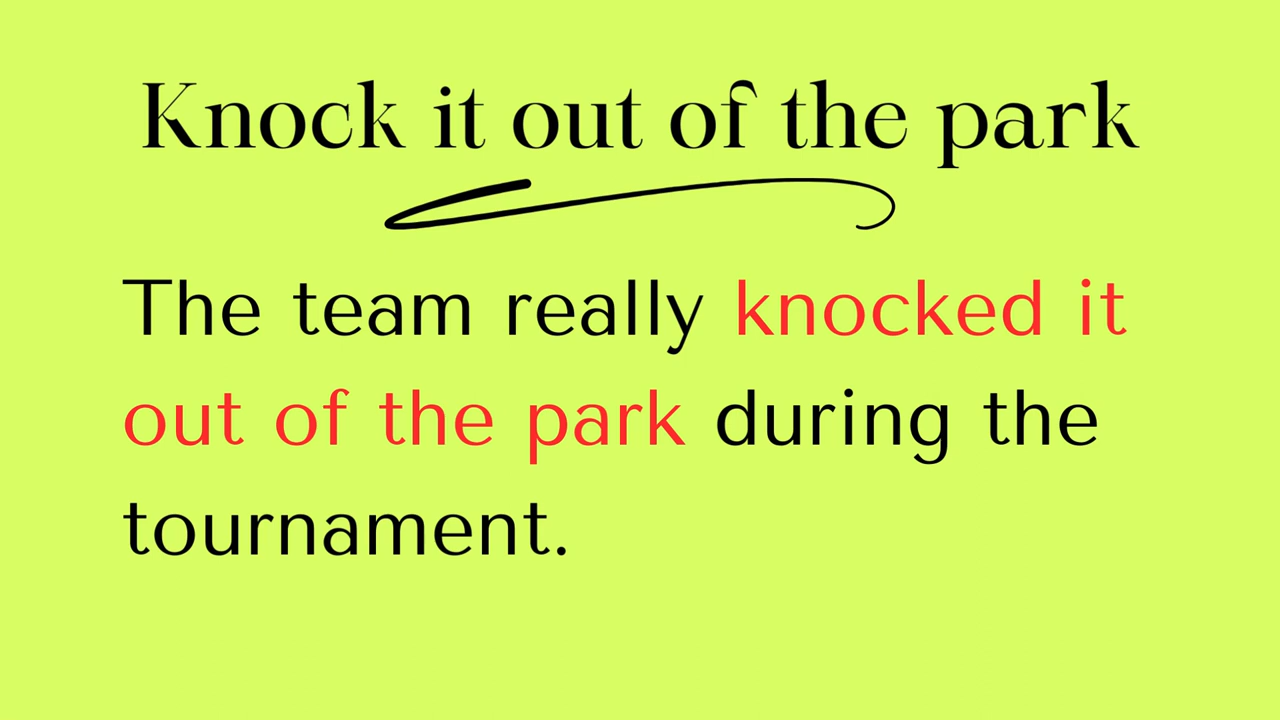 Knock it out of the park
The team really knocked it
out of the park during the
tournament.